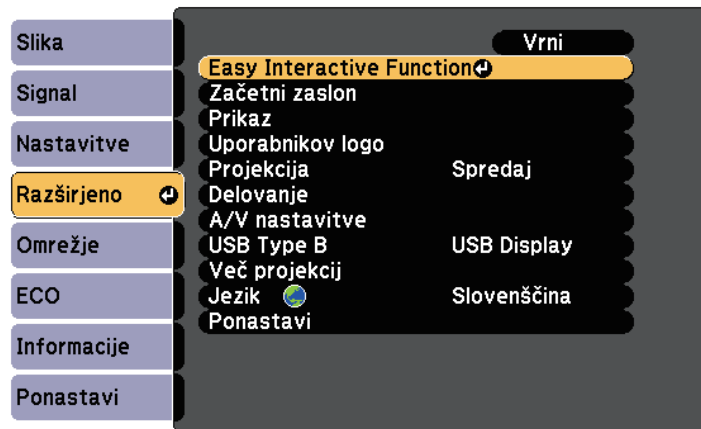 Slika
Signal
Nastavitve
Razširjeno
Omrežje
ECO
Informacije
Ponastavi
Vrni
Easy Interactive Function
Začetni zaslon
Prikaz
Uporabnikov logo
Projekcija Spredaj
Delovanje
A/V nastavitve
USB Type B USB Display
Več projekcij
Jezik Slovenščina
Ponastavi